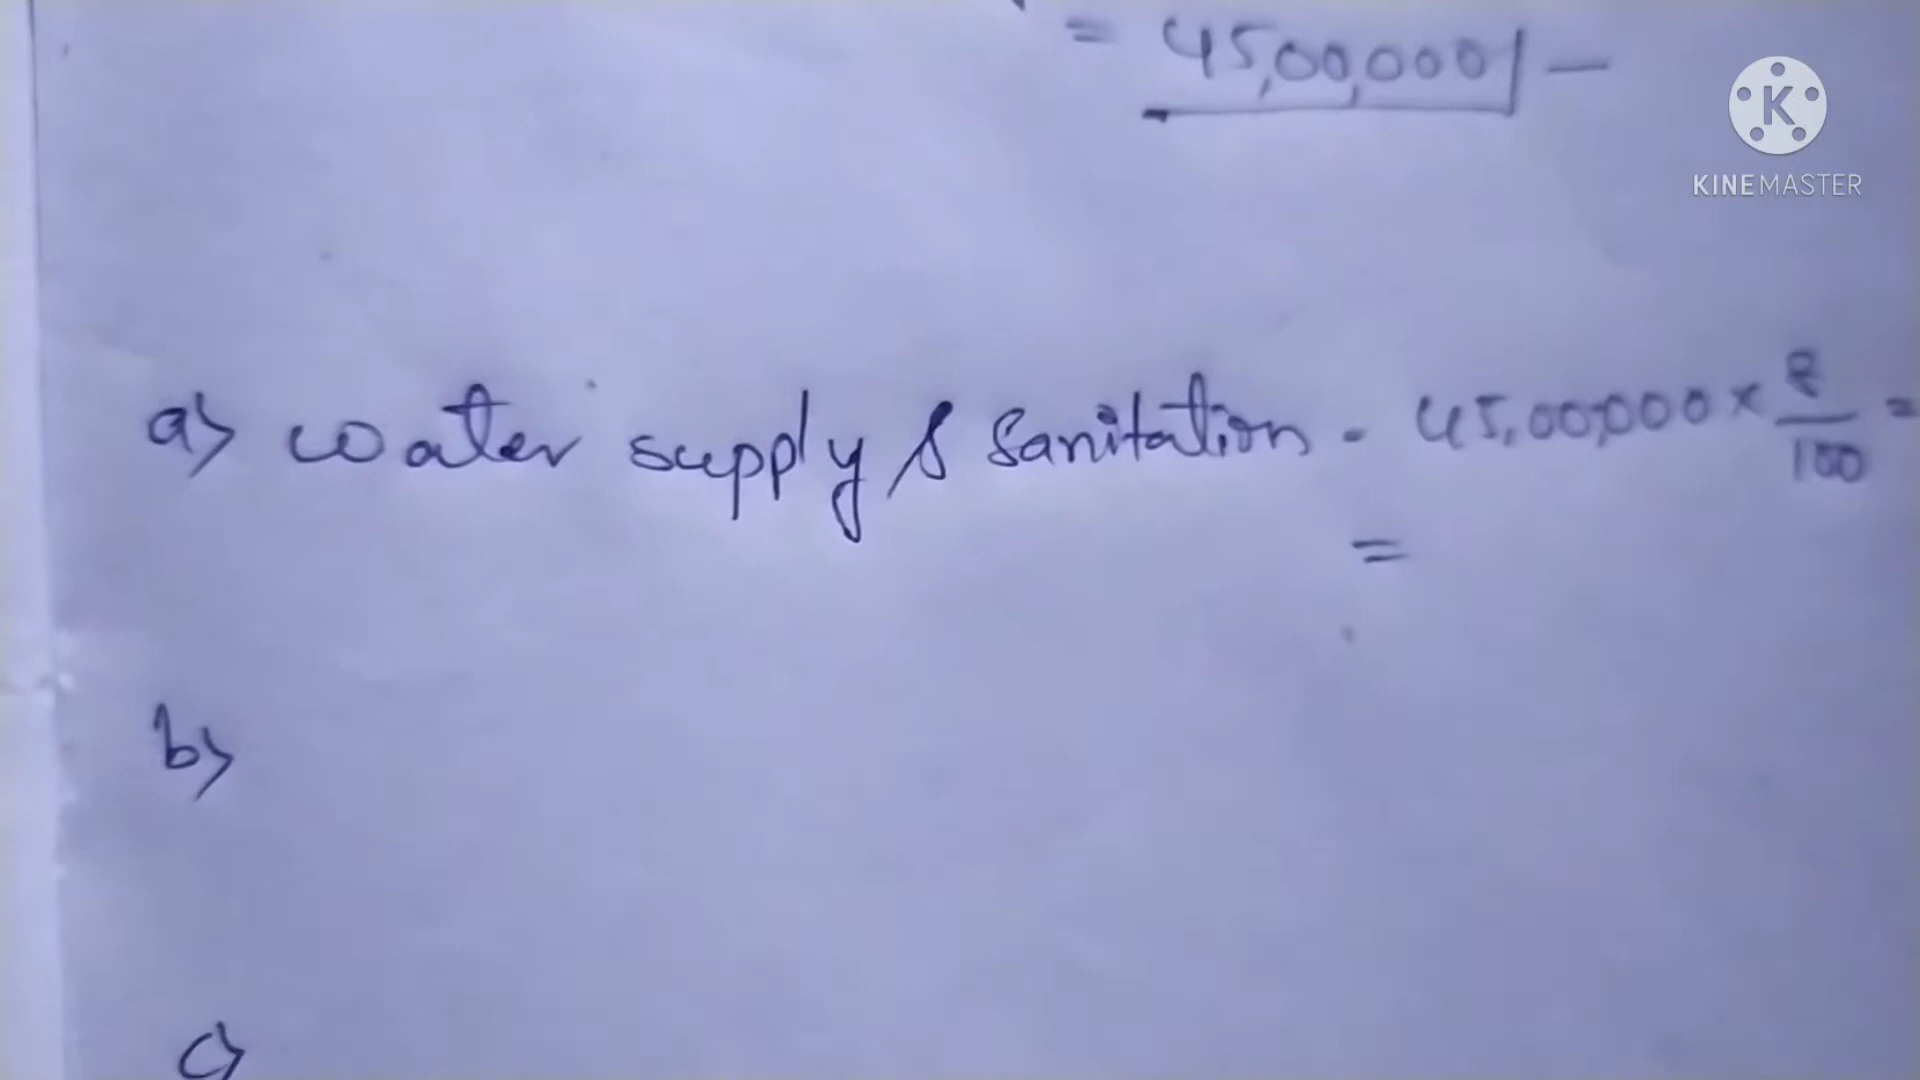 = 45,00,000/-
K
KINEMASTER
a) Water supply & Sanitation - 45,00,000 × 8/100 =
=
b)
c)